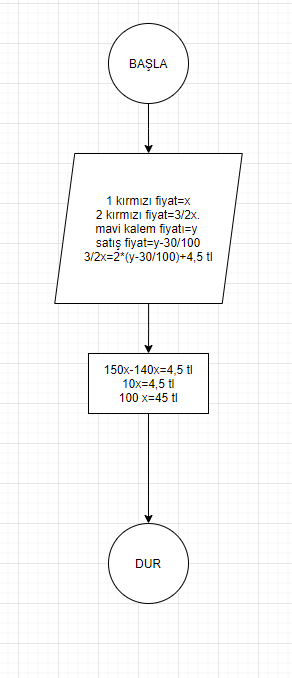 BAŞLA
1 kırmızı fiyat=x
2 kırmızı fiyat=3/2x.
mavi kalem fiyatı=y
satış fiyat=y-30/100
3/2x=2*(y-30/100)+4,5 tl
150x-140x=4,5 tl
10x=4,5 tl
100 x=45 tl
DUR